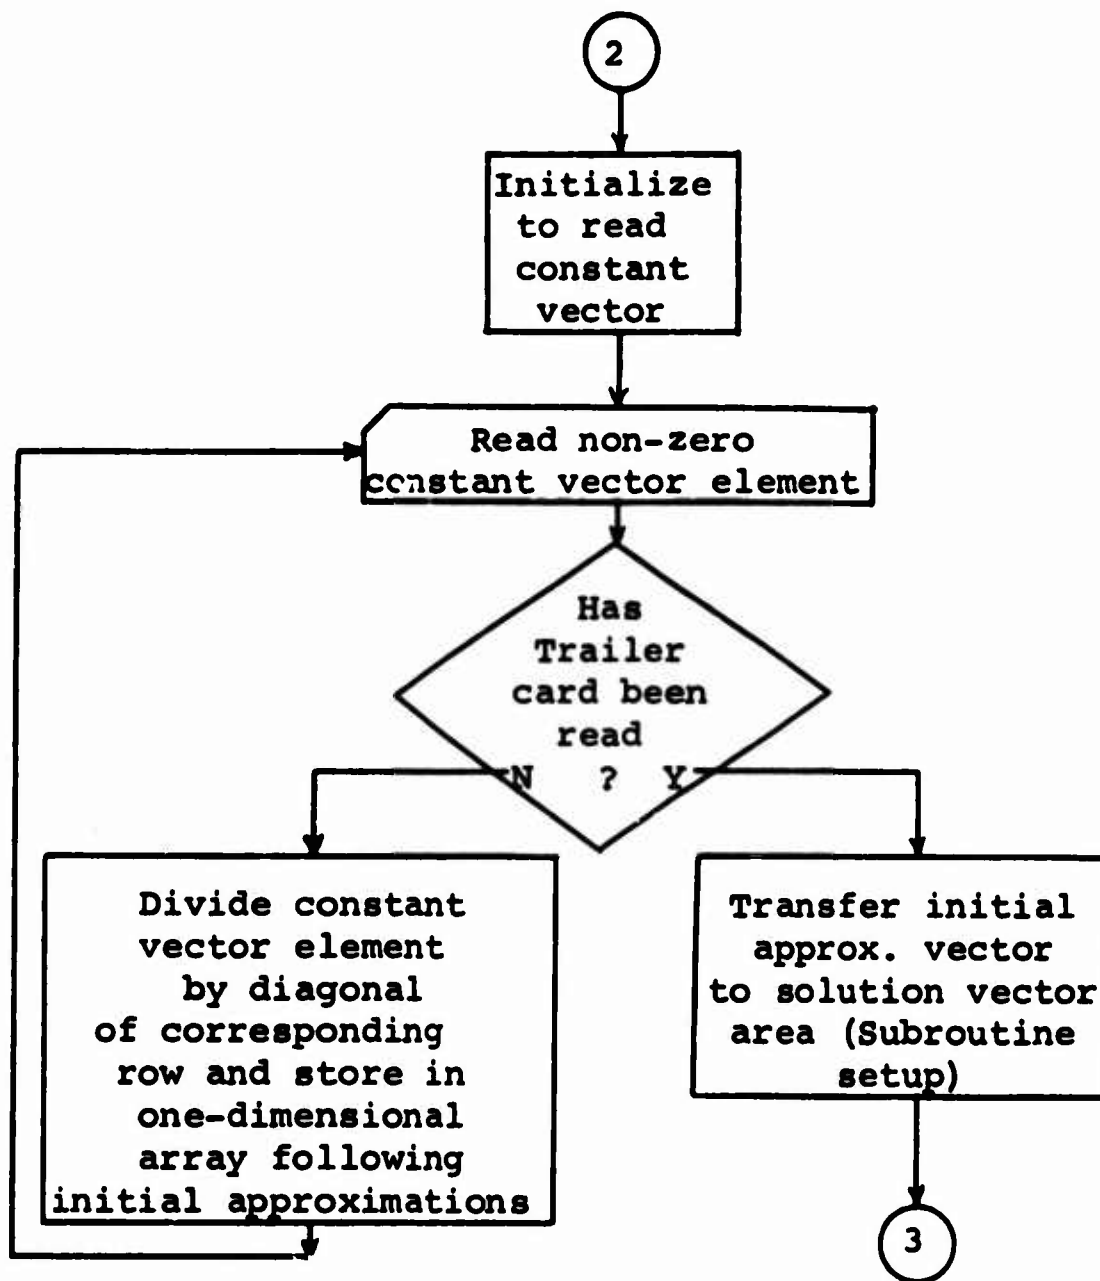 2
Initialize
to read
constant
vector
Read non-zero
constant vector element
Has
Trailer
card been
read
N ? Y
Divide constant
vector element
by diagonal
of corresponding
row and store in
one-dimensional
array following
initial approximations
Transfer initial
approx. vector
to solution vector
area (Subroutine
setup)
3